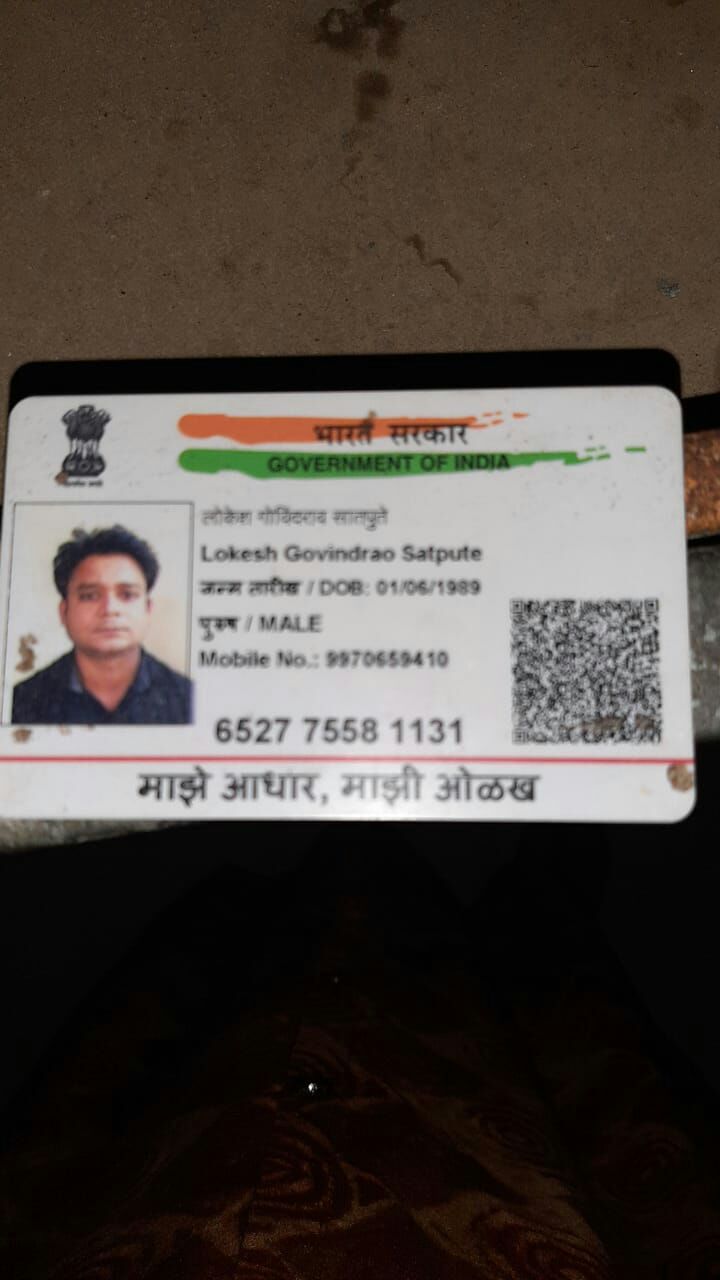 भारत सरकार
GOVERNMENT OF INDIA
लोकेश गोविंदराव सातपुते
Lokesh Govindrao Satpute
जन्म तारीख / DOB: 01/06/1989
पुरुष / MALE
Mobile No.: 9970659410
6527 7558 1131
माझे आधार, माझी ओळख